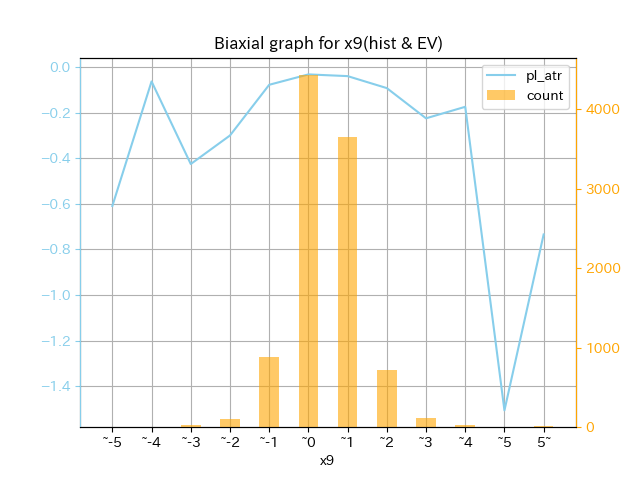 Biaxial graph for x9(hist & EV)
pl_atr
count
0.0
−0.2
−0.4
−0.6
−0.8
−1.0
−1.2
−1.4
4000
3000
2000
1000
0
~-5 ~-4 ~-3 ~-2 ~-1 ~0 ~1 ~2 ~3 ~4 ~5 5~
x9